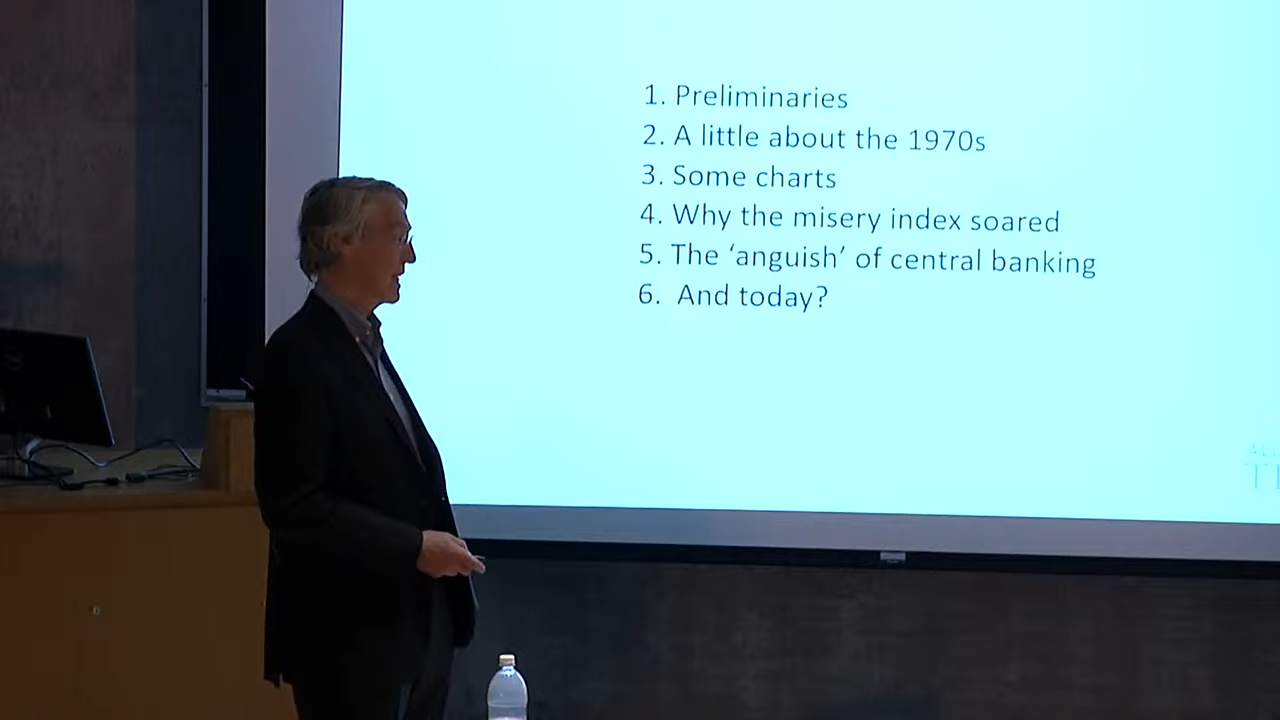 1. Preliminaries
2. A little about the 1970s
3. Some charts
4. Why the misery index soared
5. The ‘anguish’ of central banking
6. And today?